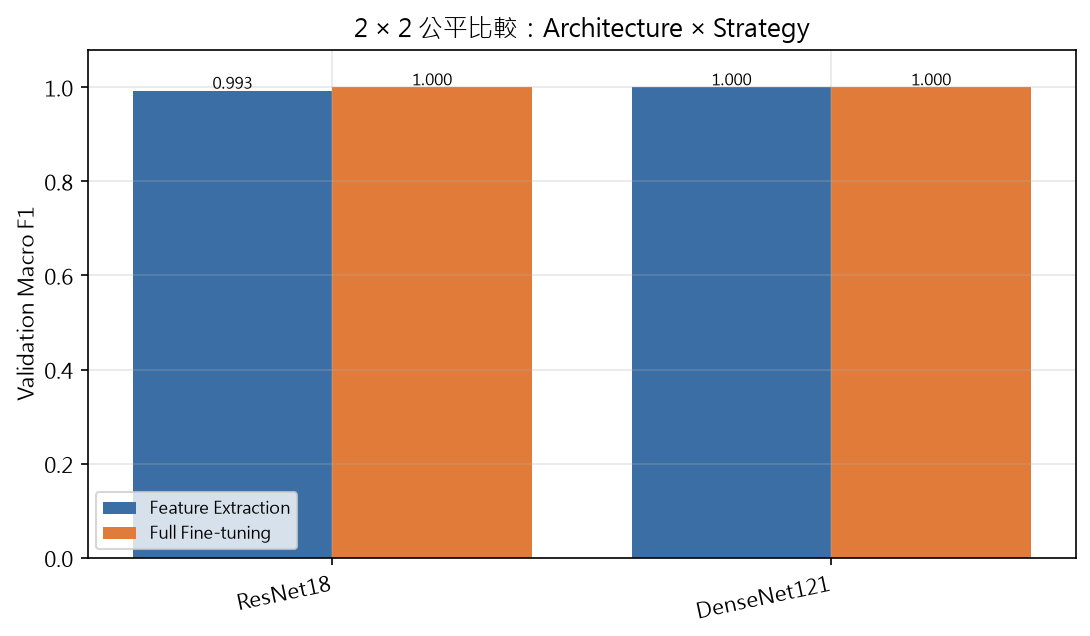 2 × 2 公平比較：Architecture × Strategy
Validation Macro F1
1.0
0.8
0.6
0.4
0.2
0.0
0.993
1.000
1.000
1.000
Feature Extraction
Full Fine-tuning
ResNet18
DenseNet121